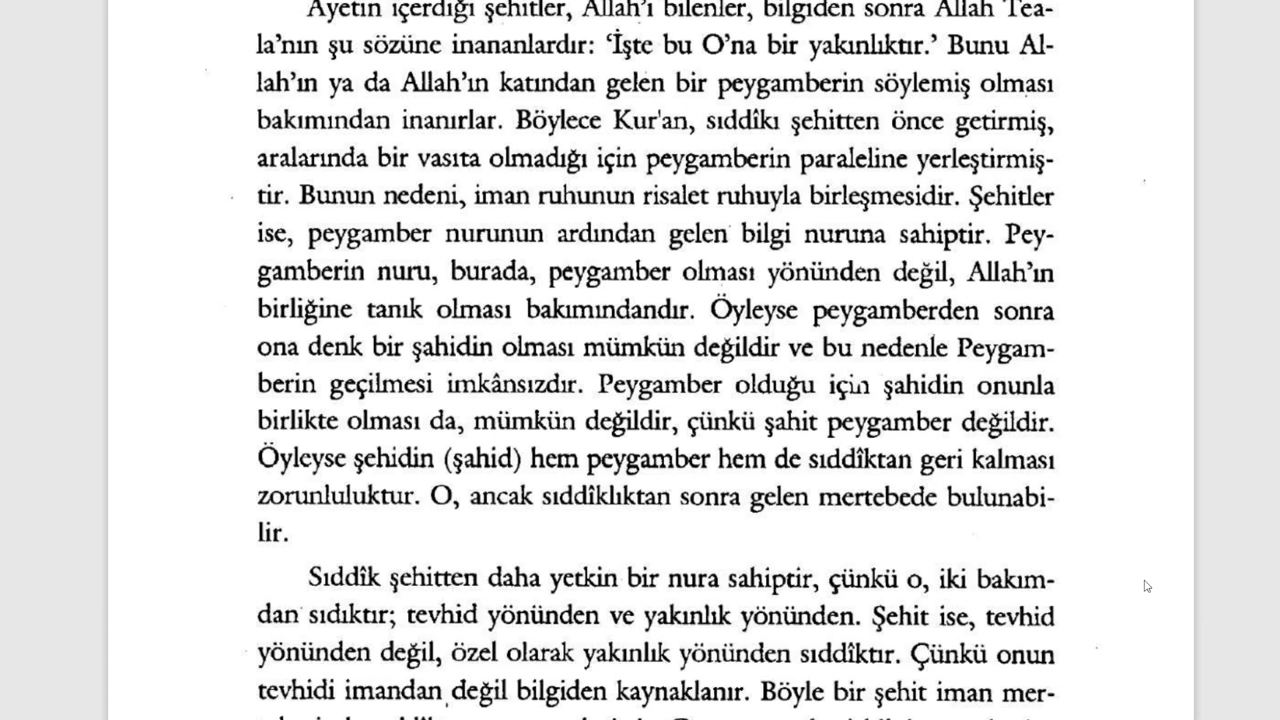 Ayetin içerdiği şehitler, Allah'ı bilenler, bilgiden sonra Allah Tea-
la'nın şu sözüne inananlardır: ‘İşte bu O'na bir yakınlıktır.’ Bunu Al-
lah'ın ya da Allah'ın katından gelen bir peygamberin söylemiş olması
bakımından inanırlar. Böylece Kur'an, sıddîkı şehitten önce getirmiş,
aralarında bir vasıta olmadığı için peygamberin paraleline yerleştirmiş-
tir. Bunun nedeni, iman ruhunun risalet ruhuyla birleşmesidir. Şehitler
ise, peygamber nurunun ardından gelen bilgi nuruna sahiptir. Pey-
gamberin nuru, burada, peygamber olması yönünden değil, Allah'ın
birliğine tanık olması bakımındandır. Öyleyse peygamberden sonra
ona denk bir şahidin olması mümkün değildir ve bu nedenle Peygam-
berin geçilmesi imkânsızdır. Peygamber olduğu için şahidin onunla
birlikte olması da, mümkün değildir, çünkü şahit peygamber değildir.
Öyleyse şehidin (şahid) hem peygamber hem de sıddîktan geri kalması
zorunluluktur. O, ancak sıddîklıktan sonra gelen mertebede bulunabi-
lir.
Sıddîk şehitten daha yetkin bir nura sahiptir, çünkü o, iki bakım-
dan sıdıktır; tevhid yönünden ve yakınlık yönünden. Şehit ise, tevhid
yönünden değil, özel olarak yakınlık yönünden sıddîktır. Çünkü onun
tevhidi imandan değil bilgiden kaynaklanır. Böyle bir şehit iman mer-